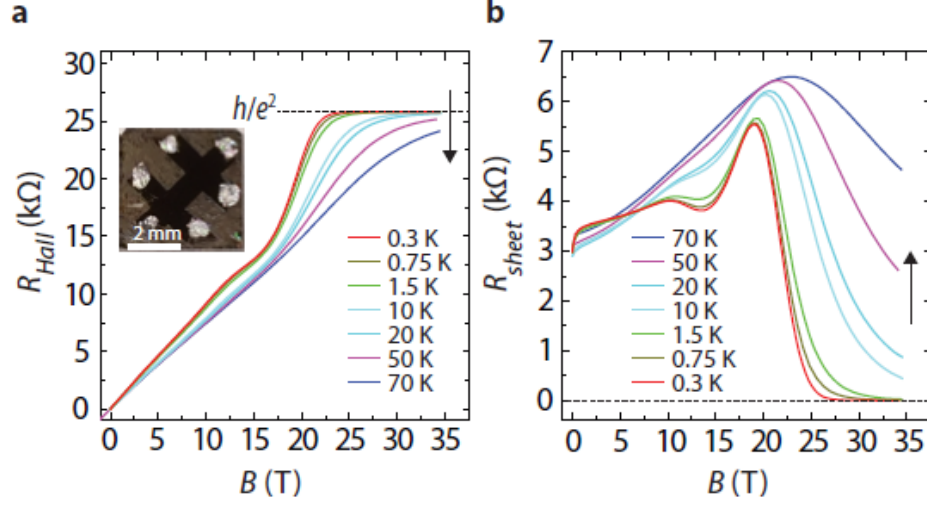 a
R_Hall (kΩ)
30
25
20
15
10
5
0
h/e²
2 mm
0.3 K
0.75 K
1.5 K
10 K
20 K
50 K
70 K
0 5 10 15 20 25 30 35
B (T)
b
R_sheet (kΩ)
7
6
5
4
3
2
1
0
70 K
50 K
20 K
10 K
1.5 K
0.75 K
0.3 K
0 5 10 15 20 25 30 35
B (T)